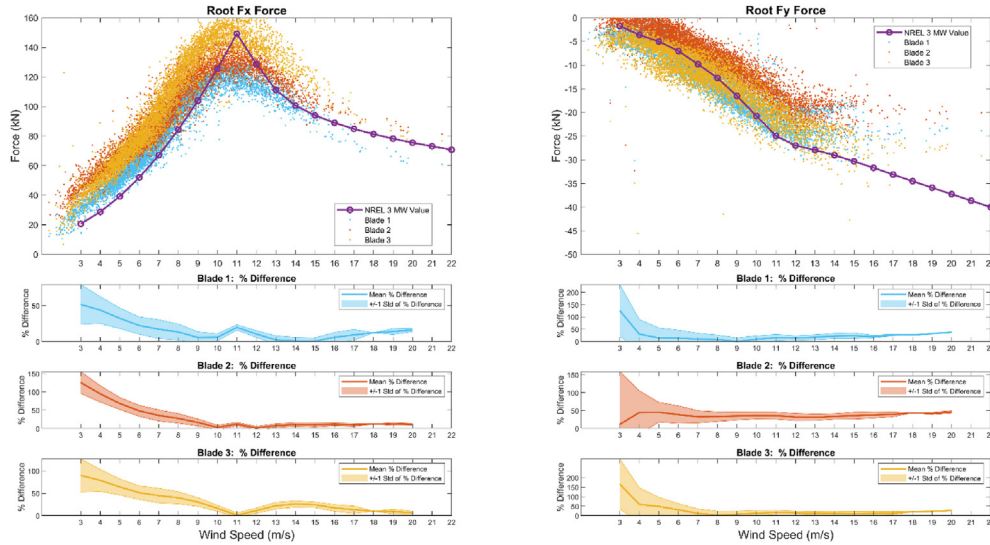 Root Fx Force
160
140
120
100
80
60
40
20
0
Force (kN)
NREL 3 MW Value
Blade 1
Blade 2
Blade 3
3 4 5 6 7 8 9 10 11 12 13 14 15 16 17 18 19 20 21 22
Blade 1: % Difference
50
0
% Difference
Mean % Difference
+/-1 Std of % Difference
3 4 5 6 7 8 9 10 11 12 13 14 15 16 17 18 19 20 21 22
Blade 2: % Difference
150
100
50
0
% Difference
Mean % Difference
+/-1 Std of % Difference
3 4 5 6 7 8 9 10 11 12 13 14 15 16 17 18 19 20 21 22
Blade 3: % Difference
100
50
0
% Difference
Mean % Difference
+/-1 Std of % Difference
3 4 5 6 7 8 9 10 11 12 13 14 15 16 17 18 19 20 21 22
Wind Speed (m/s)
Root Fy Force
0
-5
-10
-15
-20
-25
-30
-35
-40
-45
-50
Force (kN)
NREL 3 MW Value
Blade 1
Blade 2
Blade 3
3 4 5 6 7 8 9 10 11 12 13 14 15 16 17 18 19 20 21 22
Blade 1: % Difference
200
150
100
50
0
% Difference
Mean % Difference
+/-1 Std of % Difference
3 4 5 6 7 8 9 10 11 12 13 14 15 16 17 18 19 20 21 22
Blade 2: % Difference
150
100
50
0
% Difference
Mean % Difference
+/-1 Std of % Difference
3 4 5 6 7 8 9 10 11 12 13 14 15 16 17 18 19 20 21 22
Blade 3: % Difference
200
150
100
50
0
% Difference
Mean % Difference
+/-1 Std of % Difference
3 4 5 6 7 8 9 10 11 12 13 14 15 16 17 18 19 20 21 22
Wind Speed (m/s)